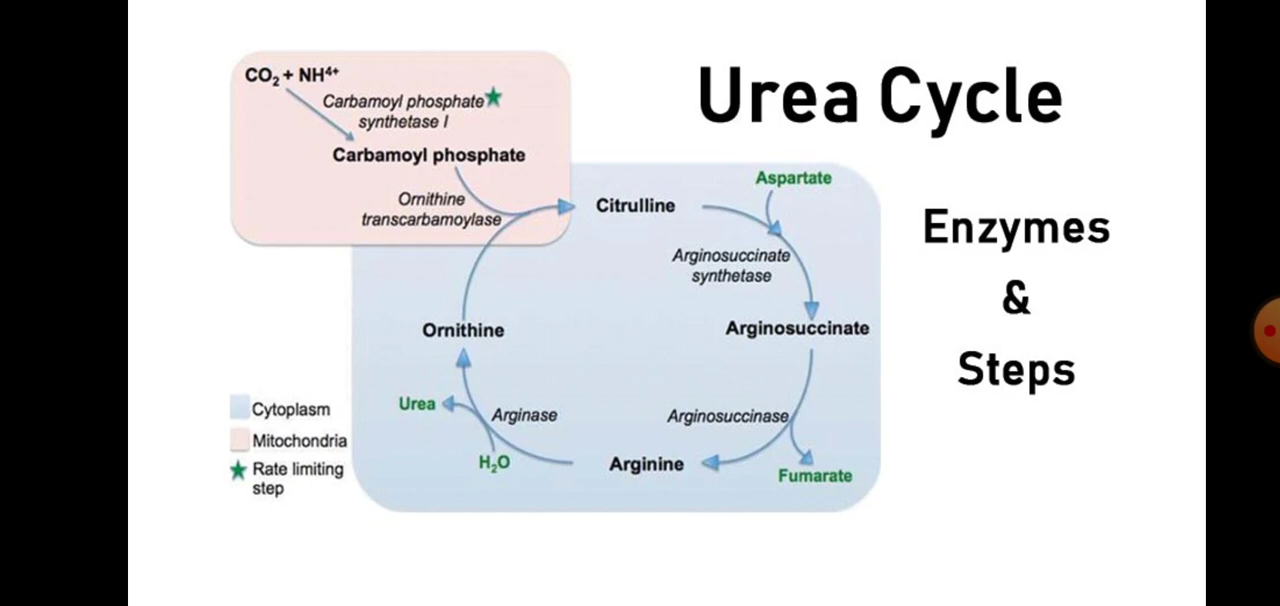 CO₂ + NH⁴⁺
Carbamoyl phosphate
synthetase I
Carbamoyl phosphate
Ornithine
transcarbamoylase
Urea Cycle
Enzymes
&
Steps
Citrulline
Aspartate
Arginosuccinate
synthetase
Arginosuccinate
Arginosuccinase
Fumarate
Arginine
Arginase
H₂O
Urea
Ornithine
Cytoplasm
Mitochondria
Rate limiting
step